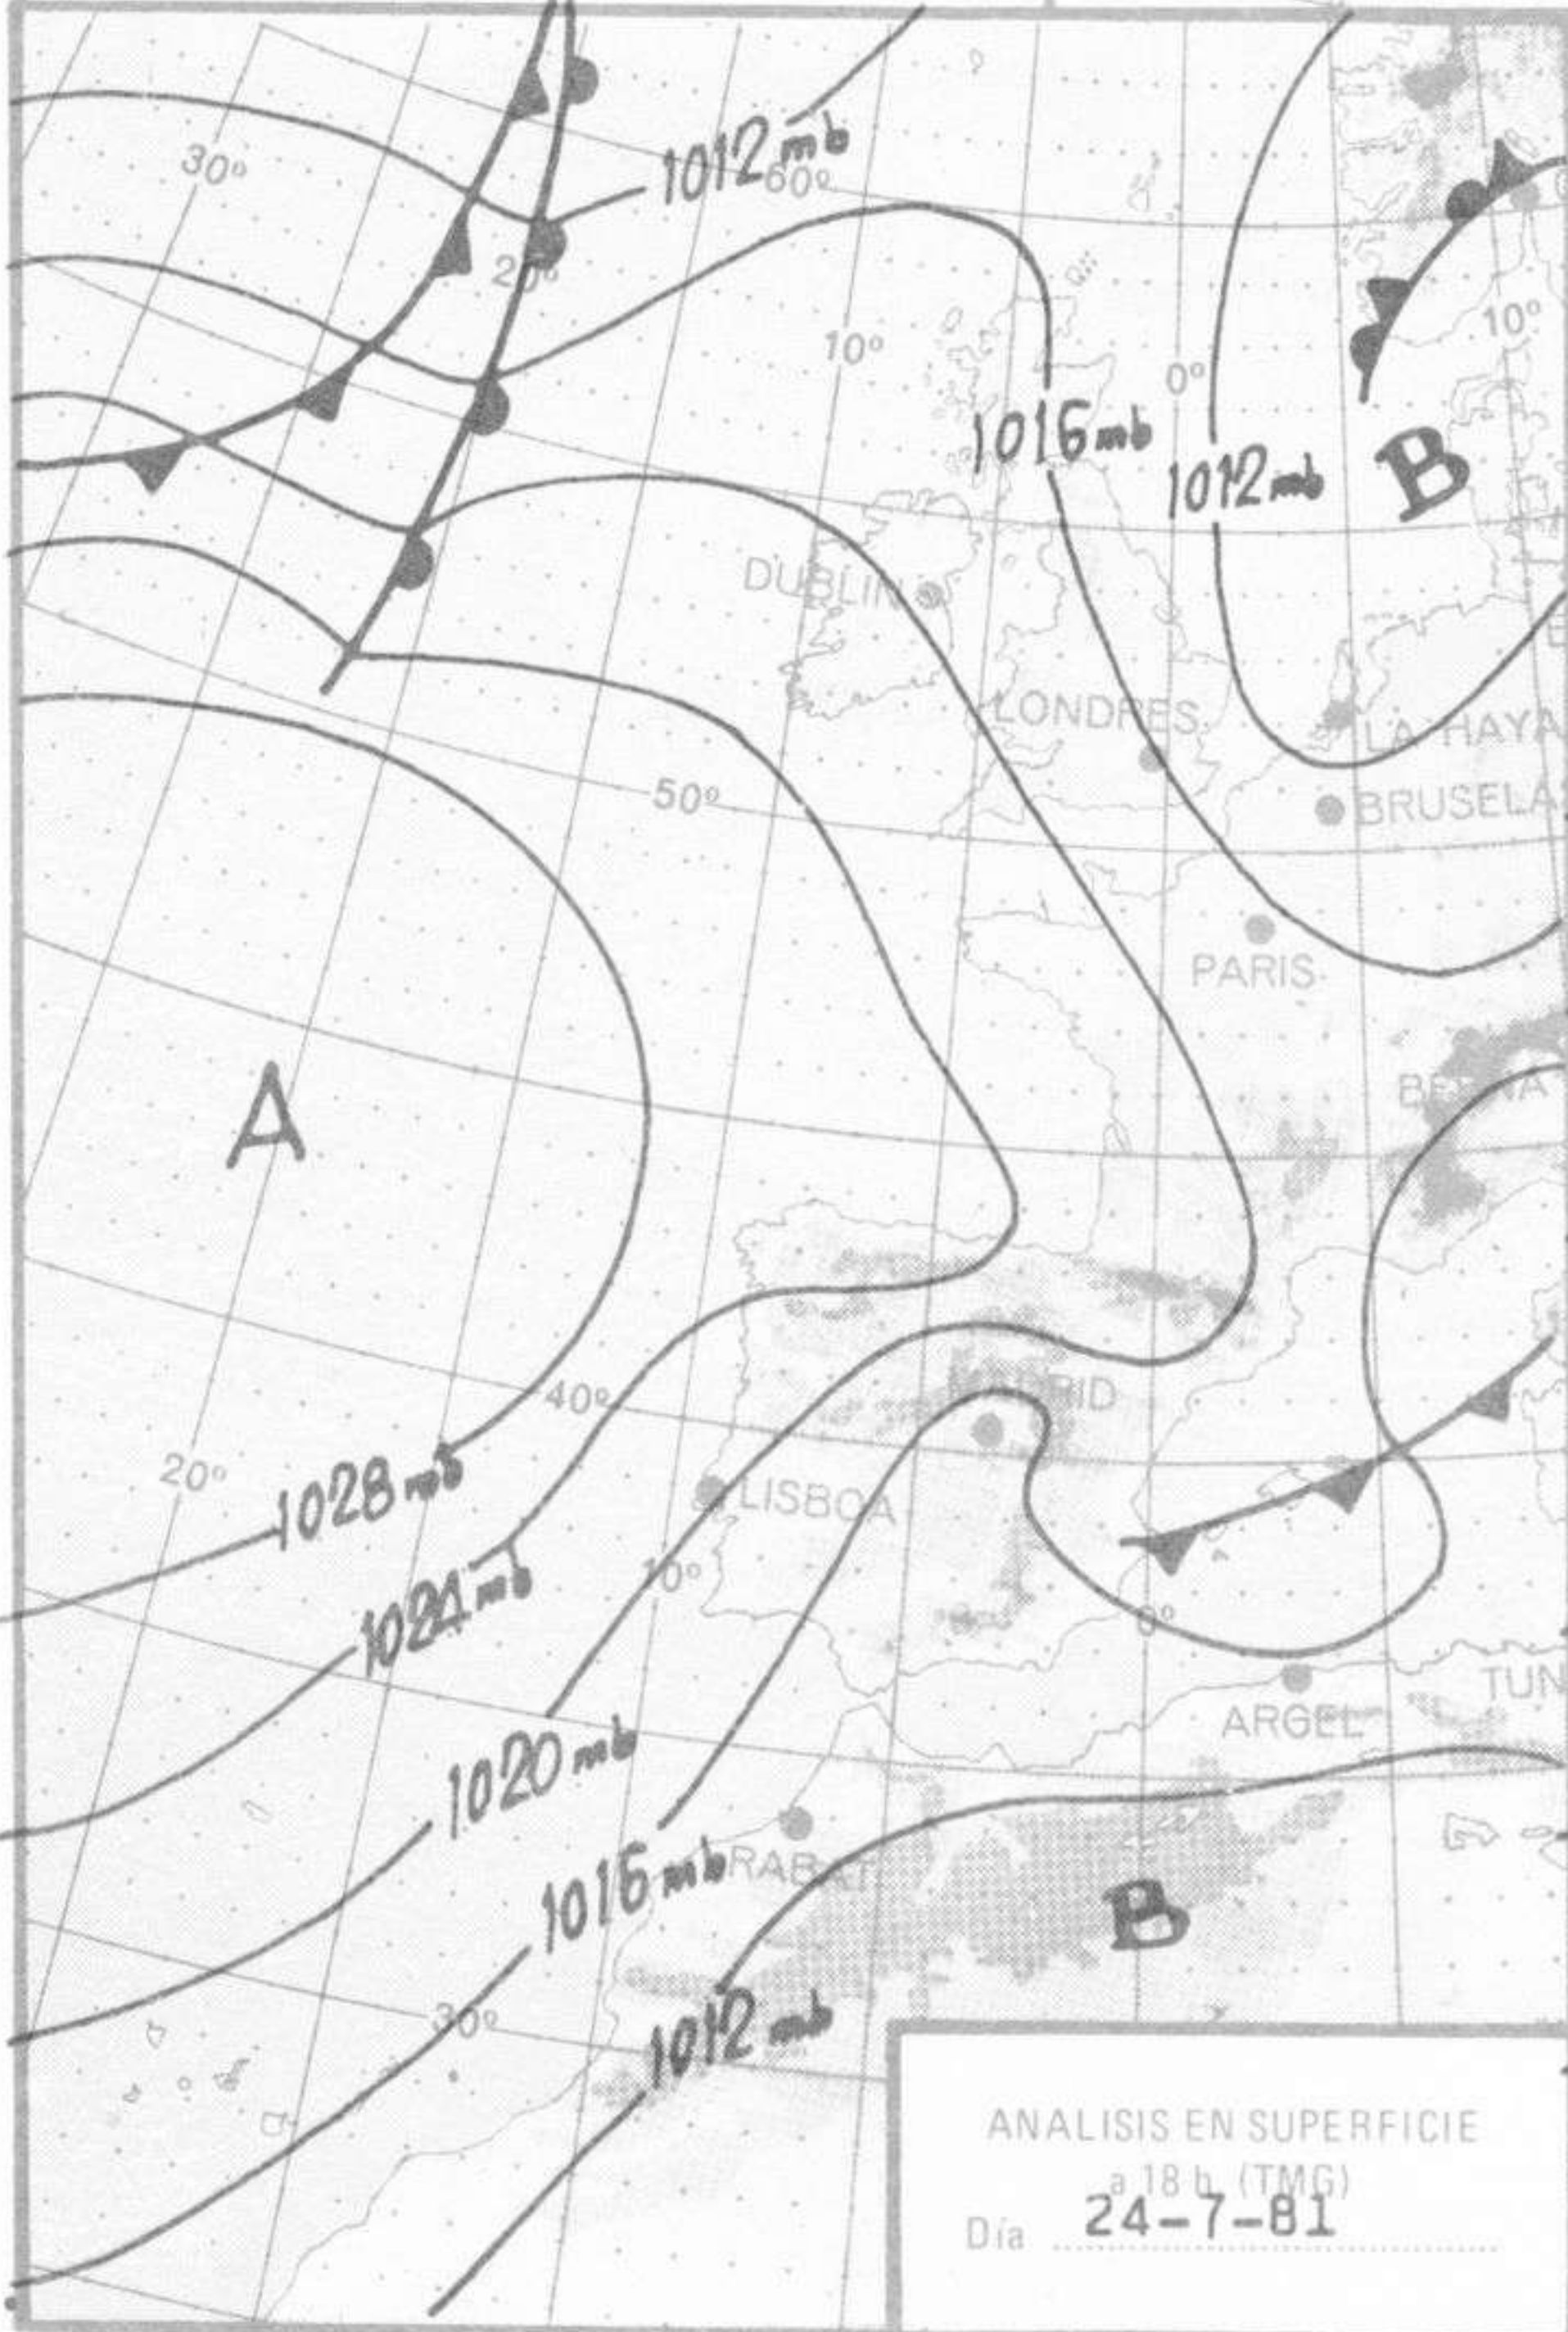 1012 mb
60º
30º
20º
10º
10º
0º
1016 mb
1012 mb
B
DUBLIN
LONDRES
LA HAYA
50º
BRUSELA
PARIS
BERNA
A
MADRID
40º
20º
1028 mb
LISBOA
10º
1024 mb
0º
TUN
ARGEL
1020 mb
1016 mb
RABAT
B
30º
1012 mb
ANALISIS EN SUPERFICIE
a 18 h. (TMG)
Día 24-7-81